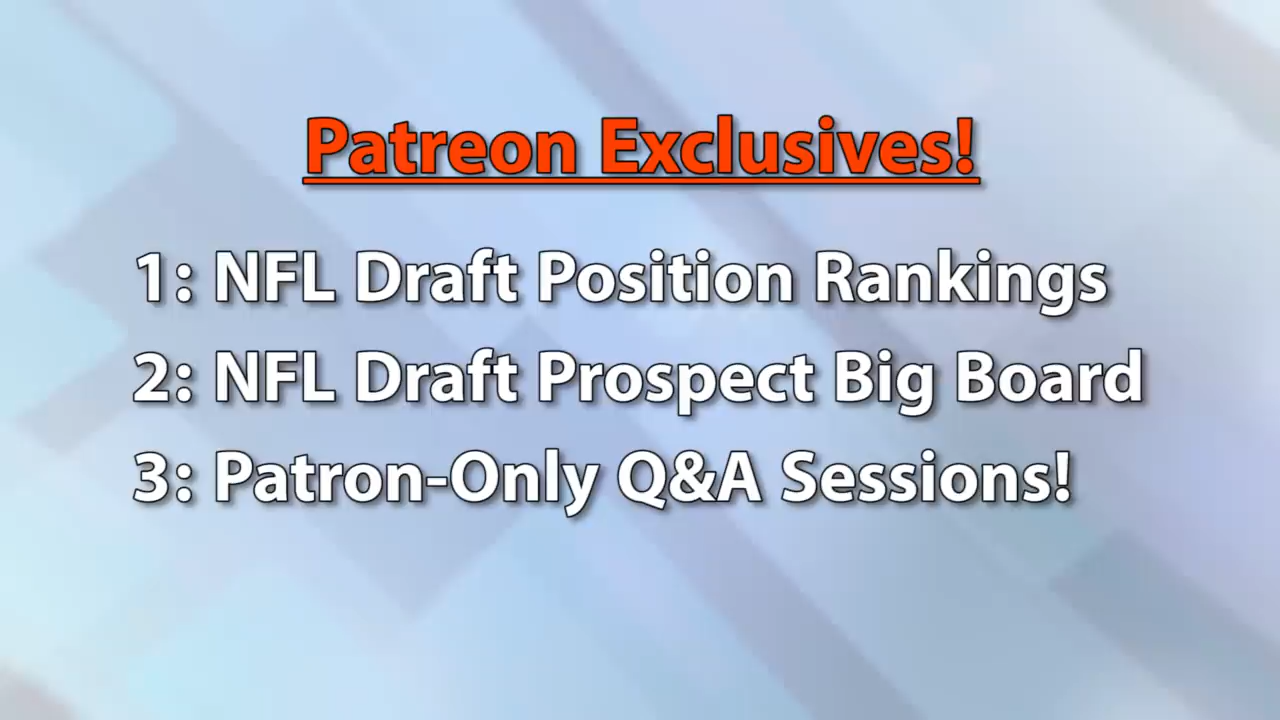 Patreon Exclusives!
1: NFL Draft Position Rankings
2: NFL Draft Prospect Big Board
3: Patron-Only Q&A Sessions!